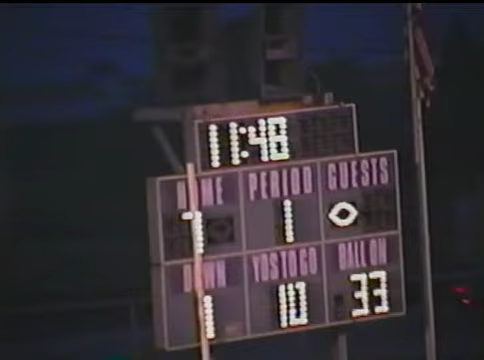 11:48
HOME PERIOD GUESTS
7 1 0
DOWN YDS TO GO BALL ON
1 10 33